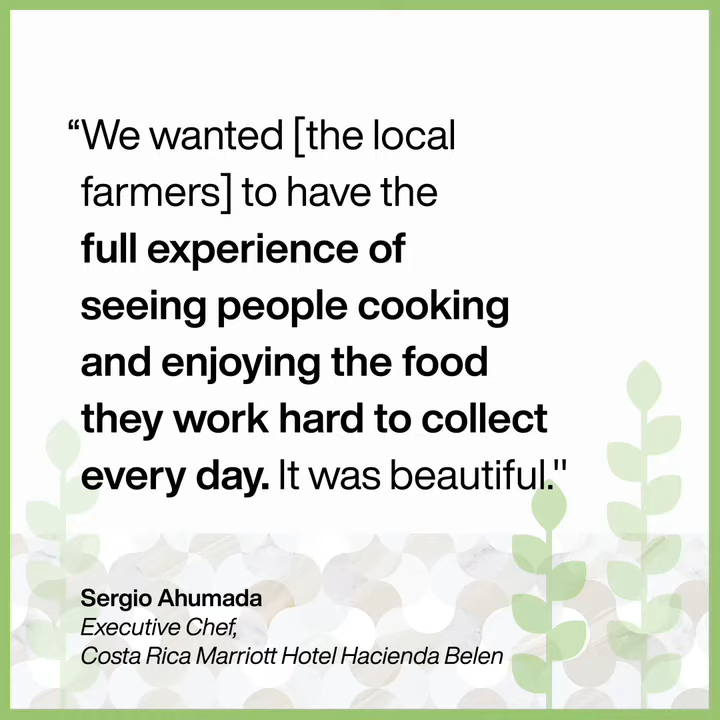 “We wanted [the local
farmers] to have the
full experience of
seeing people cooking
and enjoying the food
they work hard to collect
every day. It was beautiful."
Sergio Ahumada
Executive Chef,
Costa Rica Marriott Hotel Hacienda Belen